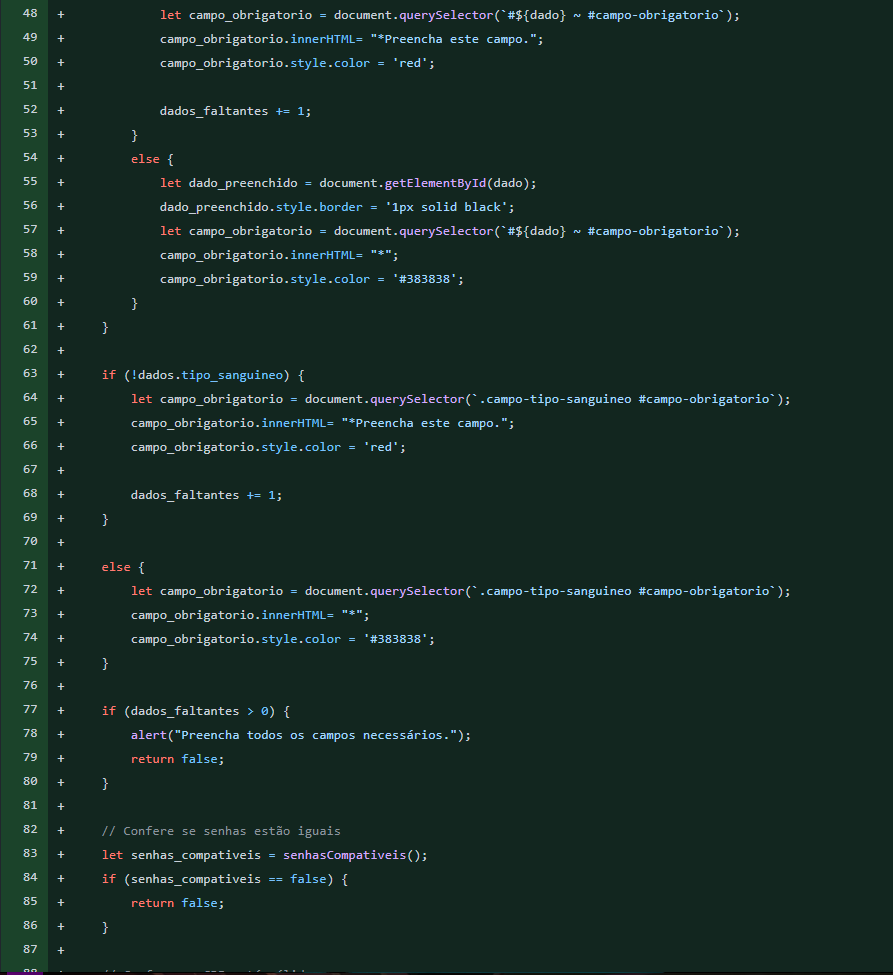 48 + let campo_obrigatorio = document.querySelector(`#${dado} ~ #campo-obrigatorio`);
49 + campo_obrigatorio.innerHTML= "*Preencha este campo.";
50 + campo_obrigatorio.style.color = 'red';
51 +
52 + dados_faltantes += 1;
53 + }
54 + else {
55 + let dado_preenchido = document.getElementById(dado);
56 + dado_preenchido.style.border = '1px solid black';
57 + let campo_obrigatorio = document.querySelector(`#${dado} ~ #campo-obrigatorio`);
58 + campo_obrigatorio.innerHTML= "*";
59 + campo_obrigatorio.style.color = '#383838';
60 + }
61 + }
62 +
63 + if (!dados.tipo_sanguineo) {
64 + let campo_obrigatorio = document.querySelector(`.campo-tipo-sanguineo #campo-obrigatorio`);
65 + campo_obrigatorio.innerHTML= "*Preencha este campo.";
66 + campo_obrigatorio.style.color = 'red';
67 +
68 + dados_faltantes += 1;
69 + }
70 +
71 + else {
72 + let campo_obrigatorio = document.querySelector(`.campo-tipo-sanguineo #campo-obrigatorio`);
73 + campo_obrigatorio.innerHTML= "*";
74 + campo_obrigatorio.style.color = '#383838';
75 + }
76 +
77 + if (dados_faltantes > 0) {
78 + alert("Preencha todos os campos necessários.");
79 + return false;
80 + }
81 +
82 + // Confere se senhas estão iguais
83 + let senhas_compativeis = senhasCompativeis();
84 + if (senhas_compativeis == false) {
85 + return false;
86 + }
87 +